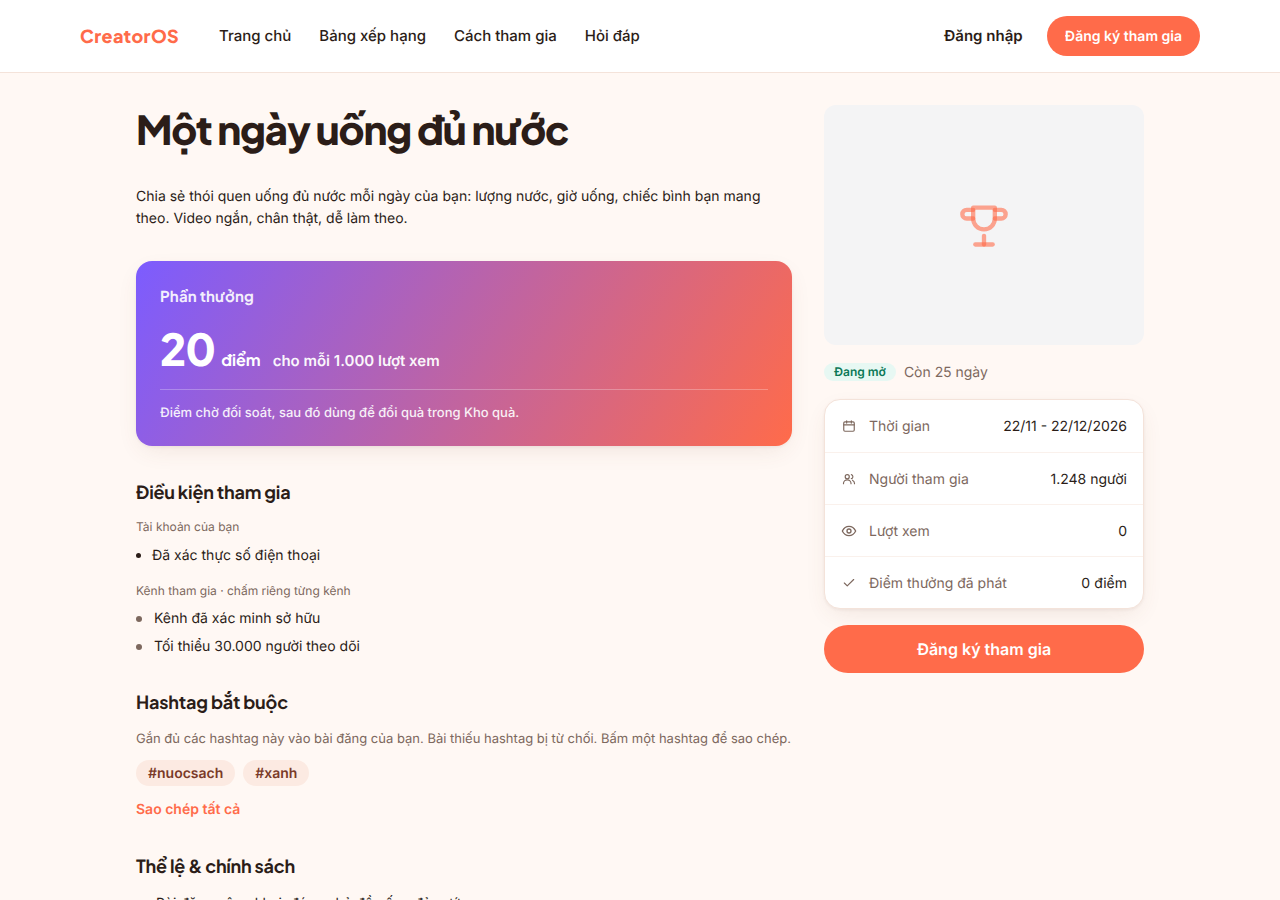 CreatorOS
Trang chủ
Bảng xếp hạng
Cách tham gia
Hỏi đáp
Đăng nhập
Đăng ký tham gia
Một ngày uống đủ nước
Chia sẻ thói quen uống đủ nước mỗi ngày của bạn: lượng nước, giờ uống, chiếc bình bạn mang
theo. Video ngắn, chân thật, dễ làm theo.
Phần thưởng
20 điểm cho mỗi 1.000 lượt xem
Điểm chờ đối soát, sau đó dùng để đổi quà trong Kho quà.
Điều kiện tham gia
Tài khoản của bạn
Đã xác thực số điện thoại
Kênh tham gia · chấm riêng từng kênh
Kênh đã xác minh sở hữu
Tối thiểu 30.000 người theo dõi
Hashtag bắt buộc
Gắn đủ các hashtag này vào bài đăng của bạn. Bài thiếu hashtag bị từ chối. Bấm một hashtag để sao chép.
#nuocsach
#xanh
Sao chép tất cả
Thể lệ & chính sách
Đang mở
Còn 25 ngày
Thời gian 22/11 - 22/12/2026
Người tham gia 1.248 người
Lượt xem 0
Điểm thưởng đã phát 0 điểm
Đăng ký tham gia